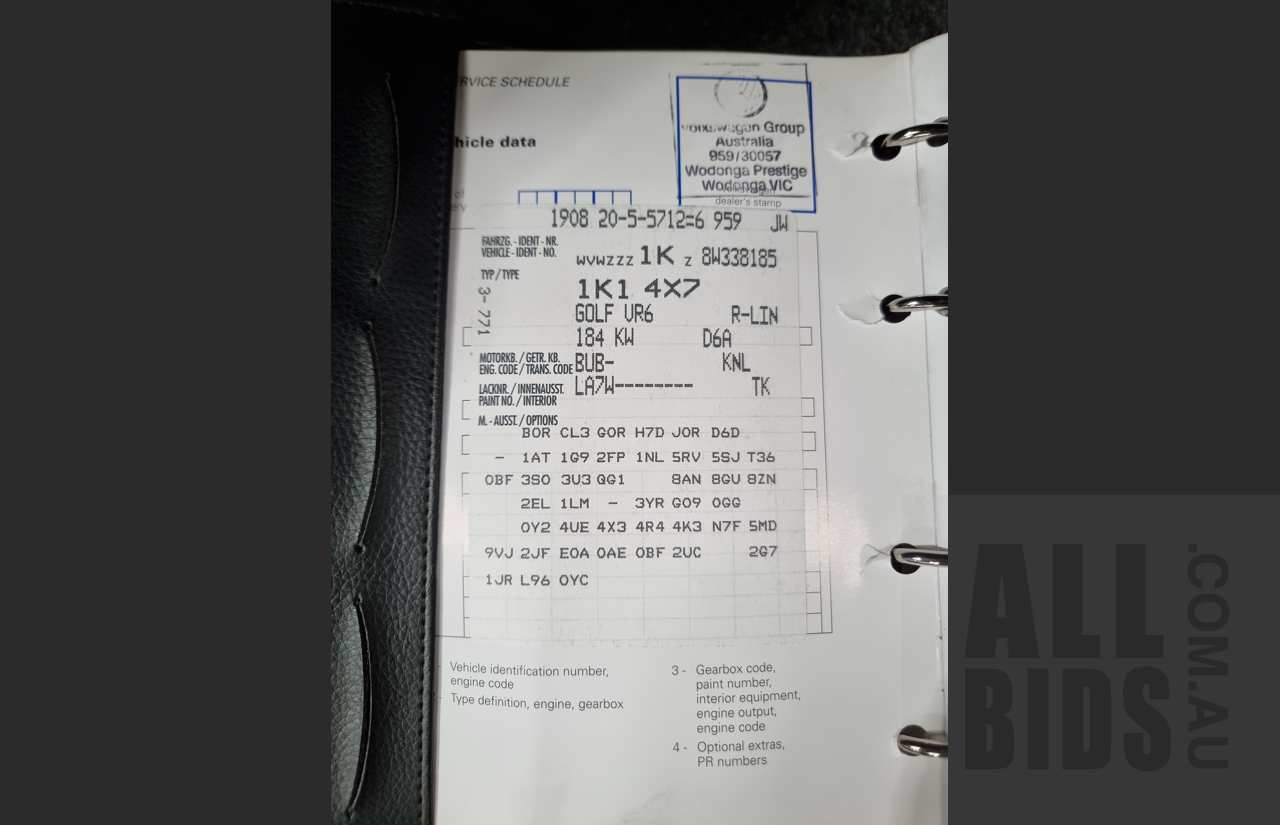 RVICE SCHEDULE
hicle data
Volkswagen Group
Australia
959/30057
Wodonga Prestige
Wodonga VIC
dealer's stamp
1908 20-5-5712=6 959 JW
FAHRZG.-IDENT-NR.
VEHICLE-IDENT-NO.
WVWZZZ 1K Z 8W338185
TYP/TYPE
1K1 4X7
3- 771
GOLF VR6 R-LIN
184 KW D6A
MOTORKB./GETR.KB.
ENG.CODE/TRANS.CODE
BUB- KNL
LACKNR./INNENAUSST.
PAINT NO./INTERIOR
LA7W-------- TK
M.-AUSST./OPTIONS
B0R CL3 G0R H7D J0R D6D
- 1AT 1G9 2FP 1NL 5RV 5SJ T36
0BF 3S0 3U3 QG1 8AN 8GU 8ZN
2EL 1LM - 3YR G09 0GG
0Y2 4UE 4X3 4R4 4K3 N7F 5MD
9VJ 2JF E0A 0AE 0BF 2UC 2G7
1JR L96 0YC
Vehicle identification number,
engine code
Type definition, engine, gearbox
3 - Gearbox code,
paint number,
interior equipment,
engine output,
engine code
4 - Optional extras,
PR numbers
ALL
BIDS
.COM.AU